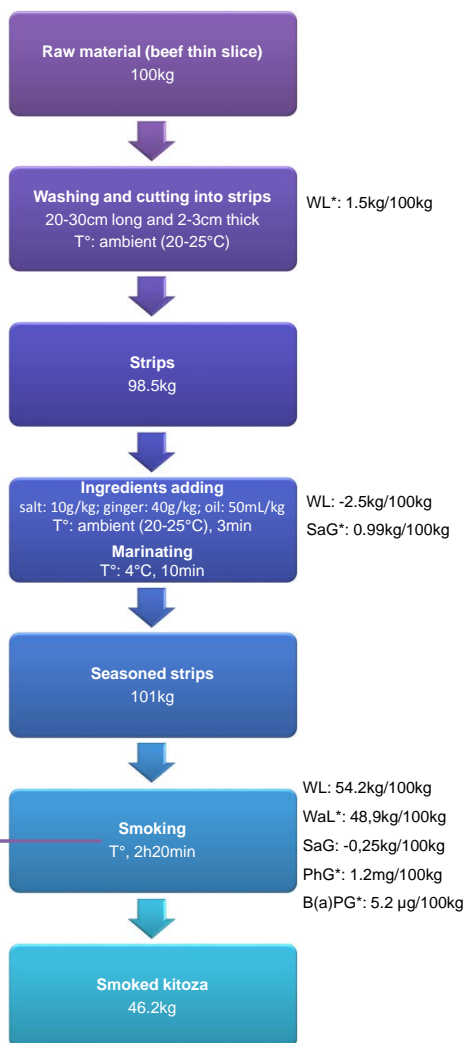 Raw material (beef thin slice)
100kg
Washing and cutting into strips
20-30cm long and 2-3cm thick
T°: ambient (20-25°C)
WL*: 1.5kg/100kg
Strips
98.5kg
Ingredients adding
salt: 10g/kg; ginger: 40g/kg; oil: 50mL/kg
T°: ambient (20-25°C), 3min
Marinating
T°: 4°C, 10min
WL: -2.5kg/100kg
SaG*: 0.99kg/100kg
Seasoned strips
101kg
Smoking
T°, 2h20min
WL: 54.2kg/100kg
WaL*: 48,9kg/100kg
SaG: -0,25kg/100kg
PhG*: 1.2mg/100kg
B(a)PG*: 5.2 µg/100kg
Smoked kitoza
46.2kg